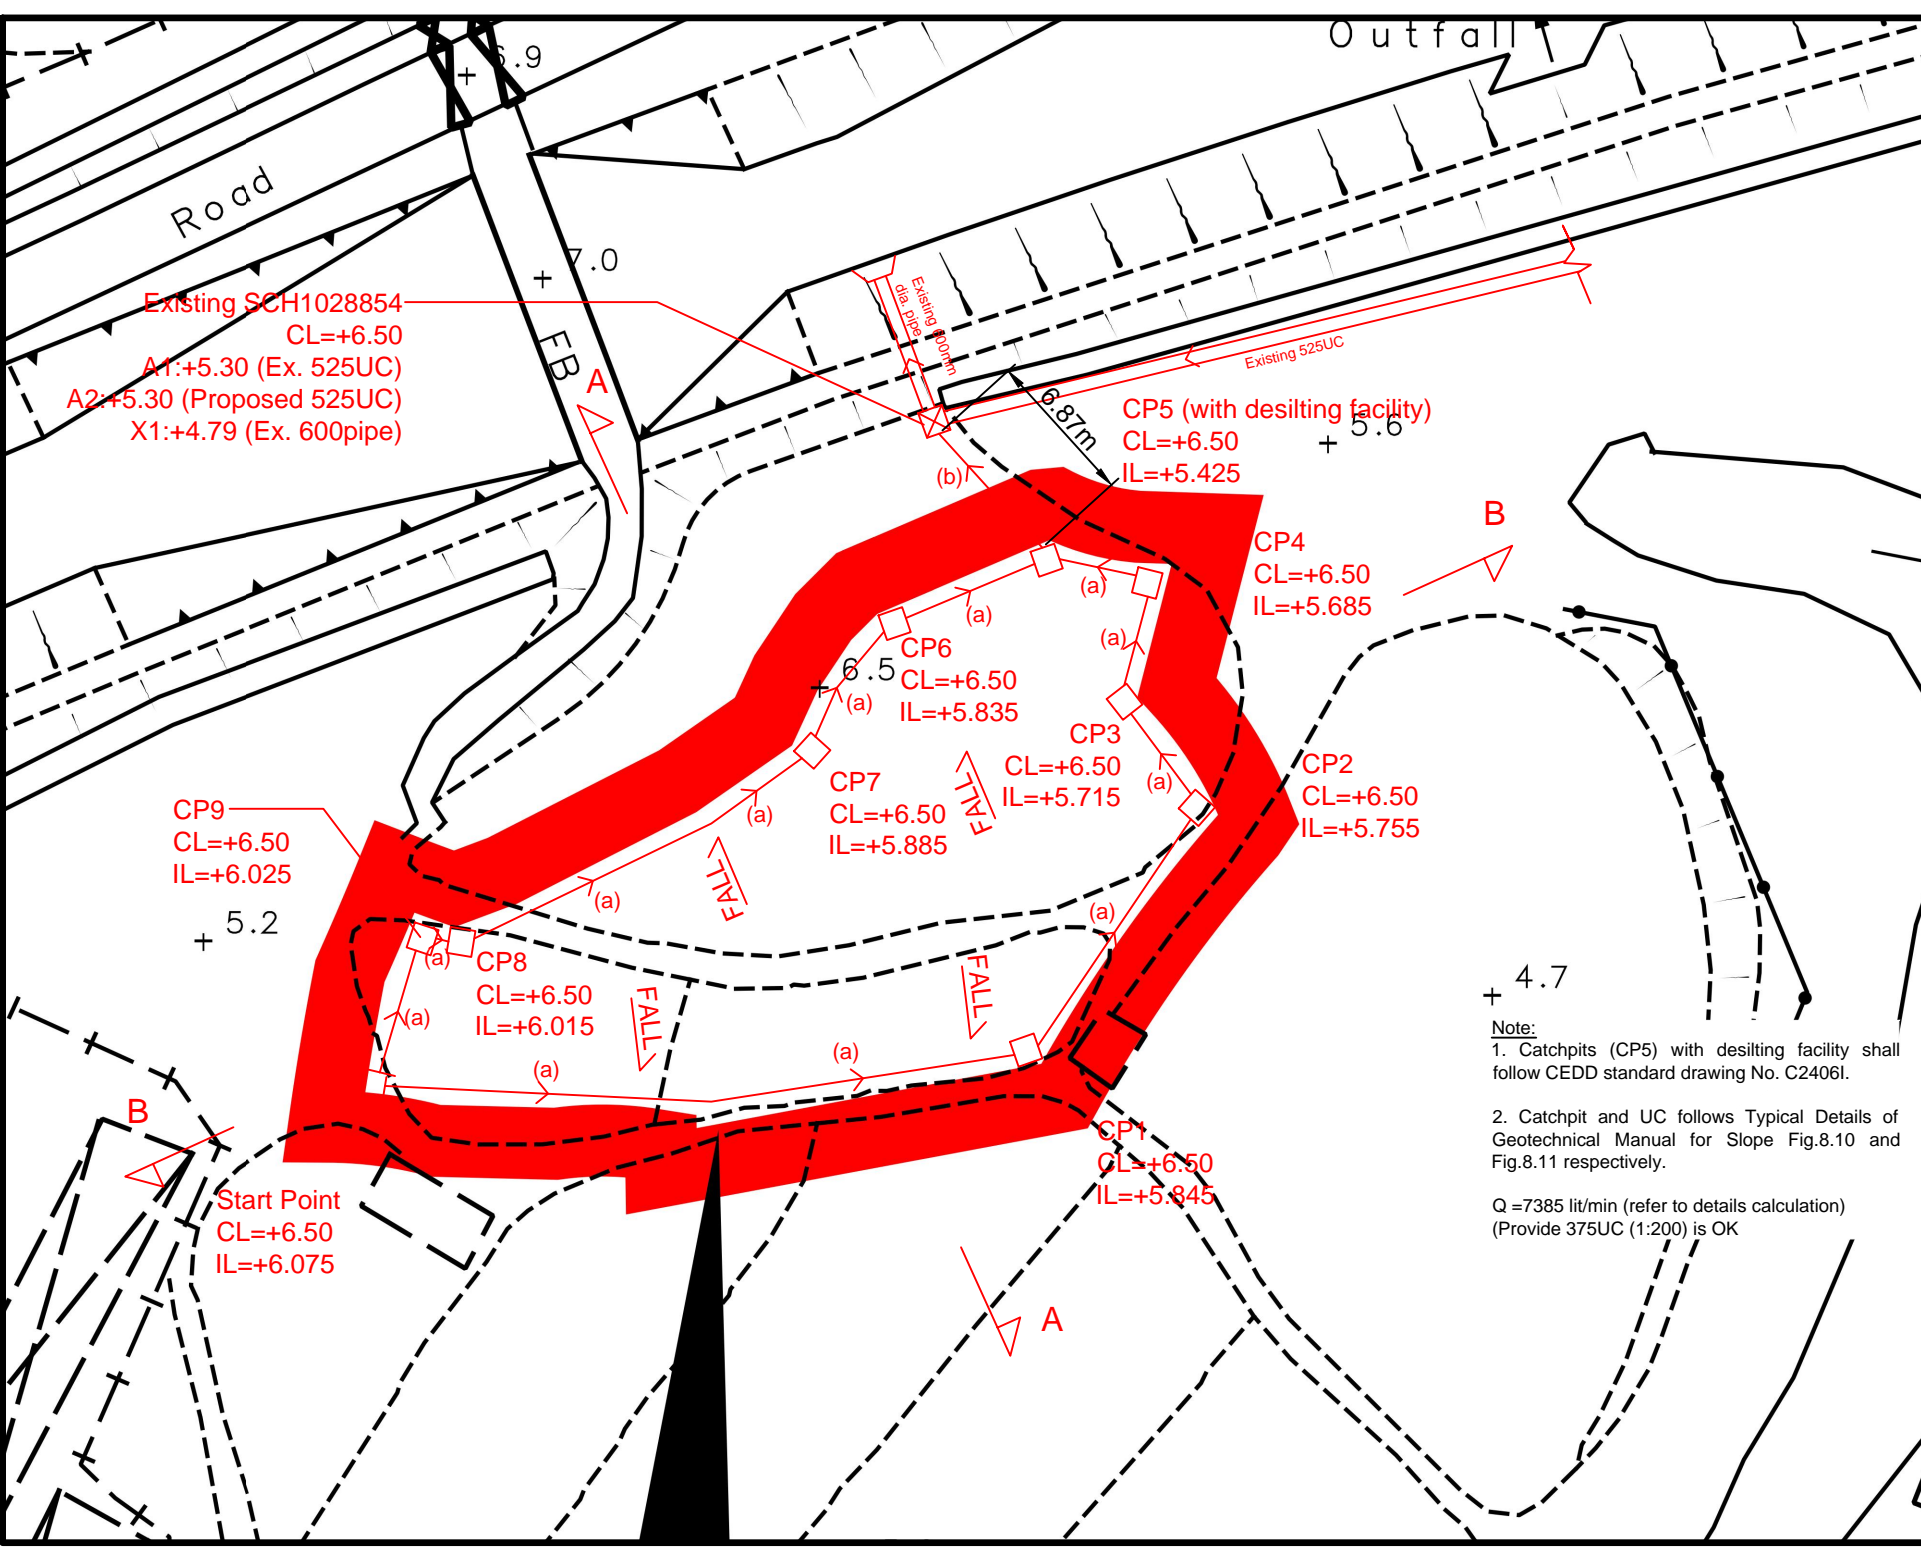 Outfall
6.9
Road
7.0
FB
Existing SCH1028854
CL=+6.50
A1:+5.30 (Ex. 525UC)
A2:+5.30 (Proposed 525UC)
X1:+4.79 (Ex. 600pipe)
A
Existing 600mm
dia. pipe
Existing 525UC
6.87m
CP5 (with desilting facility)
CL=+6.50
IL=+5.425
5.6
(b)
B
CP4
CL=+6.50
IL=+5.685
(a)
(a)
(a)
CP6
CL=+6.50
IL=+5.835
6.5
(a)
CP3
CL=+6.50
IL=+5.715
(a)
CP2
CL=+6.50
IL=+5.755
CP7
CL=+6.50
IL=+5.885
(a)
FALL
FALL
CP9
CL=+6.50
IL=+6.025
5.2
(a)
(a)
(a)
CP8
CL=+6.50
IL=+6.015
FALL
FALL
(a)
(a)
(a)
4.7
Note:
1. Catchpits (CP5) with desilting facility shall
follow CEDD standard drawing No. C2406I.
2. Catchpit and UC follows Typical Details of
Geotechnical Manual for Slope Fig.8.10 and
Fig.8.11 respectively.
Q =7385 lit/min (refer to details calculation)
(Provide 375UC (1:200) is OK
B
CP1
CL=+6.50
IL=+5.845
Start Point
CL=+6.50
IL=+6.075
A